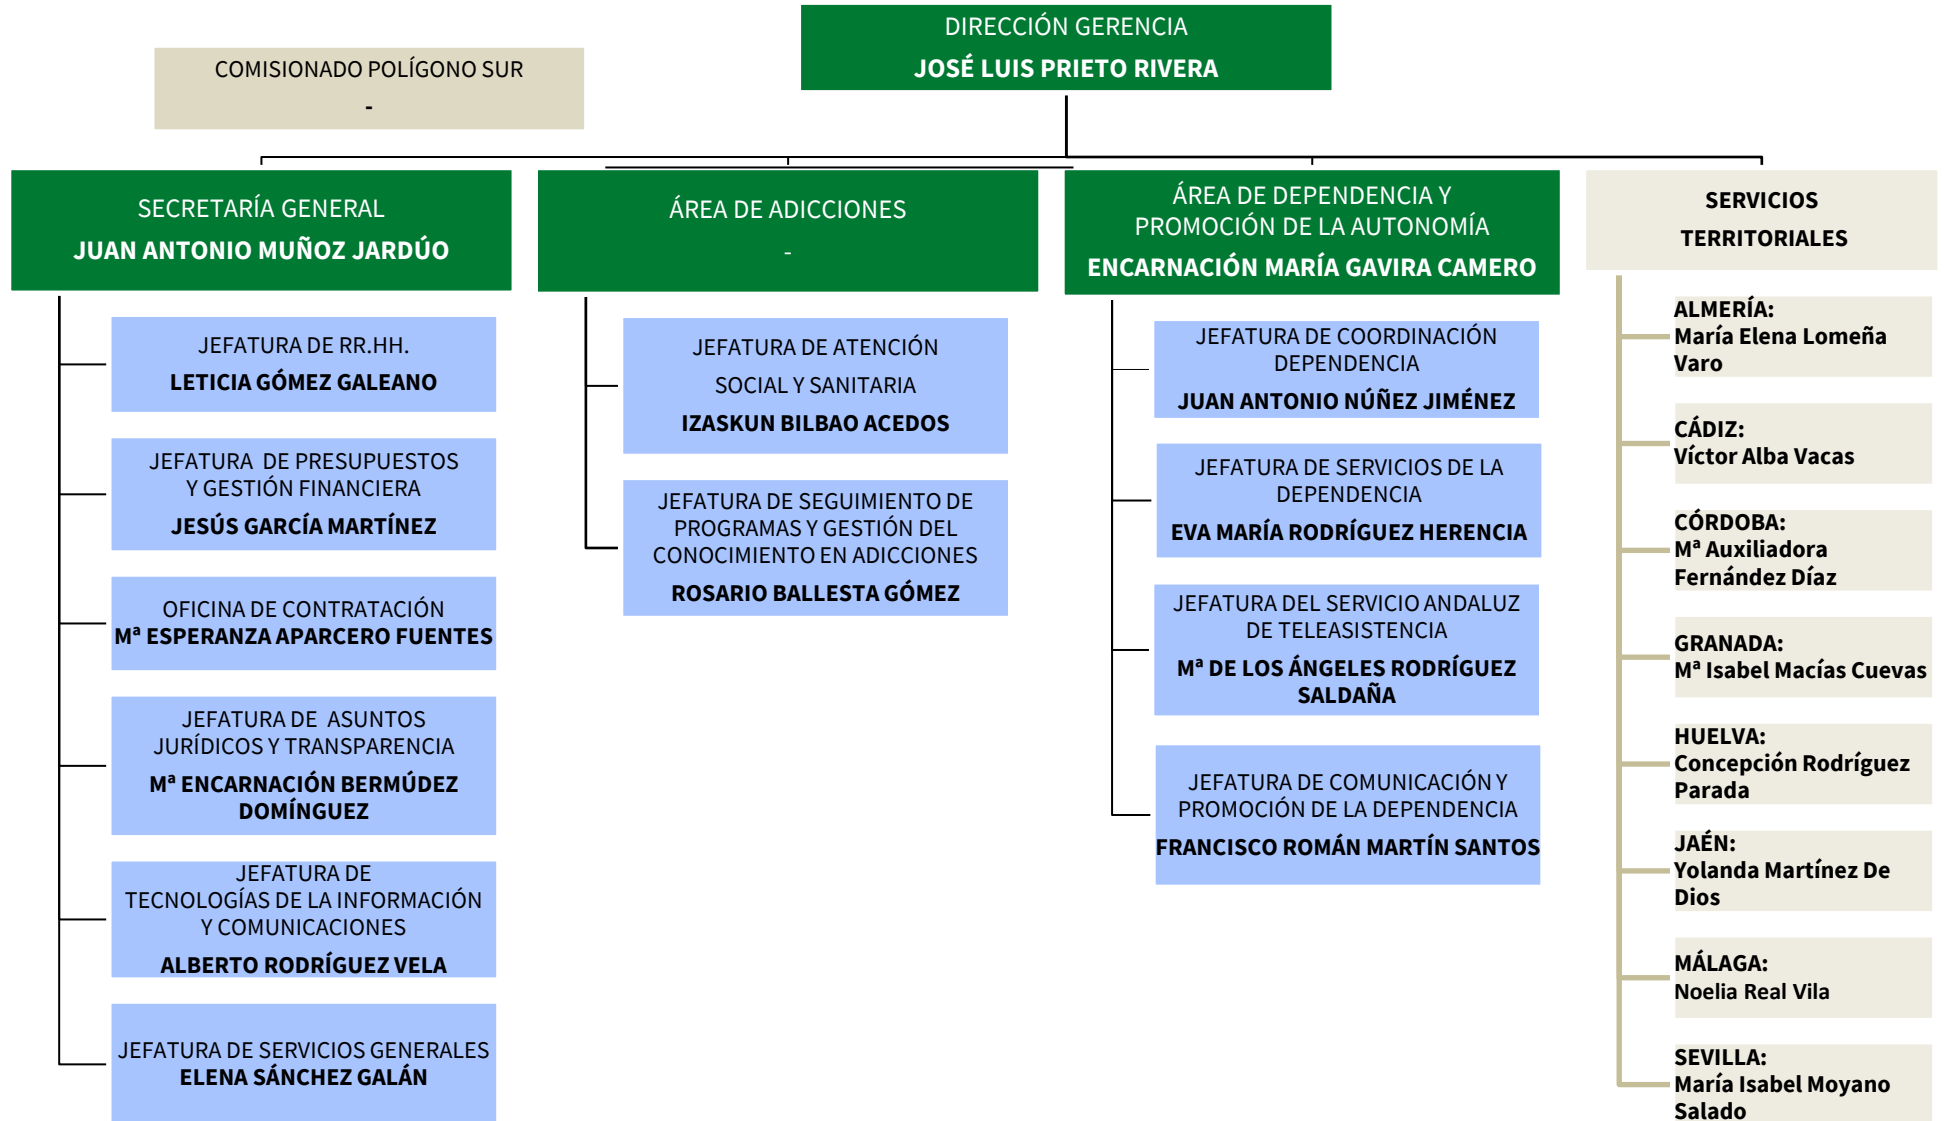 DIRECCIÓN GERENCIA
JOSÉ LUIS PRIETO RIVERA
COMISIONADO POLÍGONO SUR
-
SECRETARÍA GENERAL
JUAN ANTONIO MUÑOZ JARDÚO
JEFATURA DE RR.HH.
LETICIA GÓMEZ GALEANO
JEFATURA DE PRESUPUESTOS
Y GESTIÓN FINANCIERA
JESÚS GARCÍA MARTÍNEZ
OFICINA DE CONTRATACIÓN
Mª ESPERANZA APARCERO FUENTES
JEFATURA DE ASUNTOS
JURÍDICOS Y TRANSPARENCIA
Mª ENCARNACIÓN BERMÚDEZ
DOMÍNGUEZ
JEFATURA DE
TECNOLOGÍAS DE LA INFORMACIÓN
Y COMUNICACIONES
ALBERTO RODRÍGUEZ VELA
JEFATURA DE SERVICIOS GENERALES
ELENA SÁNCHEZ GALÁN
ÁREA DE ADICCIONES
-
JEFATURA DE ATENCIÓN
SOCIAL Y SANITARIA
IZASKUN BILBAO ACEDOS
JEFATURA DE SEGUIMIENTO DE
PROGRAMAS Y GESTIÓN DEL
CONOCIMIENTO EN ADICCIONES
ROSARIO BALLESTA GÓMEZ
ÁREA DE DEPENDENCIA Y
PROMOCIÓN DE LA AUTONOMÍA
ENCARNACIÓN MARÍA GAVIRA CAMERO
JEFATURA DE COORDINACIÓN
DEPENDENCIA
JUAN ANTONIO NÚÑEZ JIMÉNEZ
JEFATURA DE SERVICIOS DE LA
DEPENDENCIA
EVA MARÍA RODRÍGUEZ HERENCIA
JEFATURA DEL SERVICIO ANDALUZ
DE TELEASISTENCIA
Mª DE LOS ÁNGELES RODRÍGUEZ
SALDAÑA
JEFATURA DE COMUNICACIÓN Y
PROMOCIÓN DE LA DEPENDENCIA
FRANCISCO ROMÁN MARTÍN SANTOS
SERVICIOS
TERRITORIALES
ALMERÍA:
María Elena Lomeña
Varo
CÁDIZ:
Víctor Alba Vacas
CÓRDOBA:
Mª Auxiliadora
Fernández Díaz
GRANADA:
Mª Isabel Macías Cuevas
HUELVA:
Concepción Rodríguez
Parada
JAÉN:
Yolanda Martínez De
Dios
MÁLAGA:
Noelia Real Vila
SEVILLA:
María Isabel Moyano
Salado